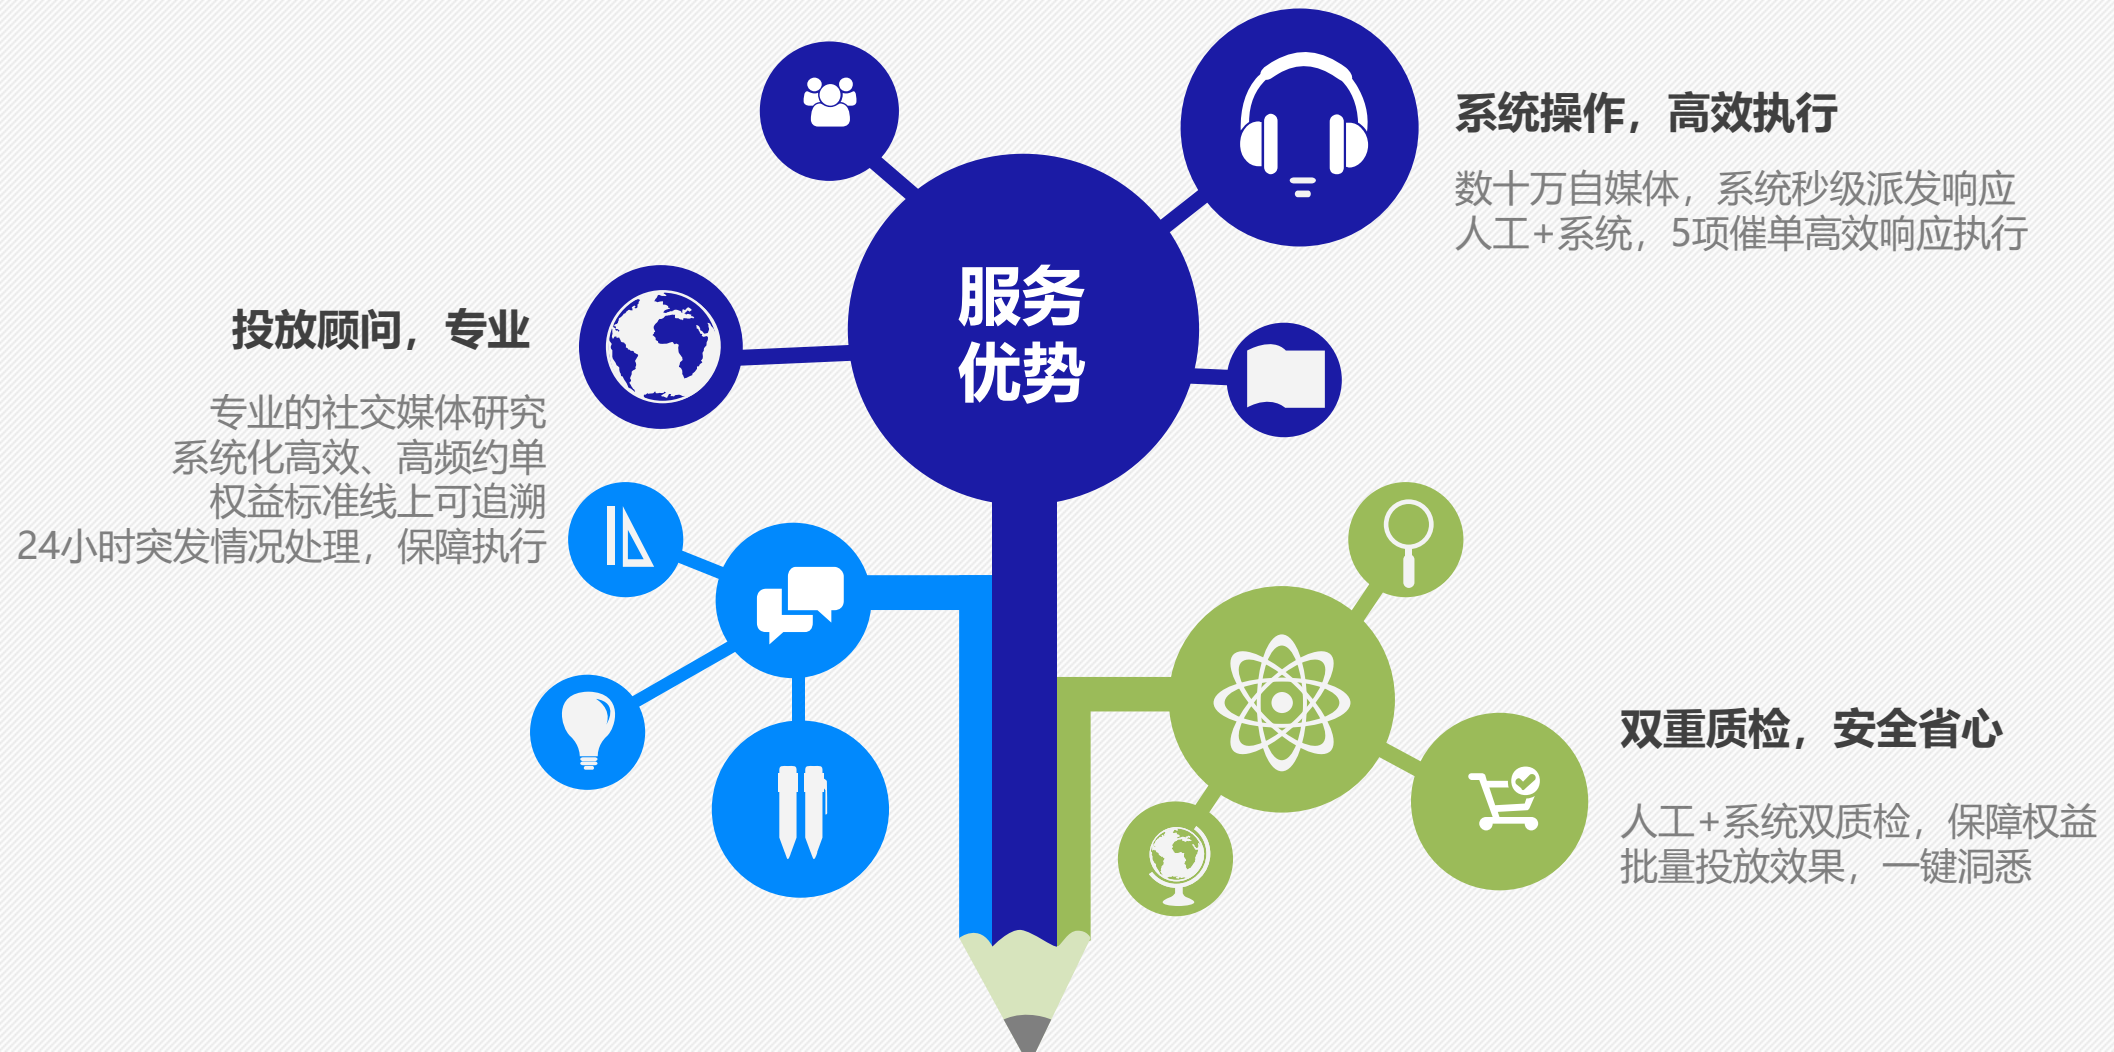 服务
优势
系统操作，高效执行
数十万自媒体，系统秒级派发响应
人工+系统，5项催单高效响应执行
投放顾问，专业
专业的社交媒体研究
系统化高效、高频约单
权益标准线上可追溯
24小时突发情况处理，保障执行
双重质检，安全省心
人工+系统双质检，保障权益
批量投放效果，一键洞悉